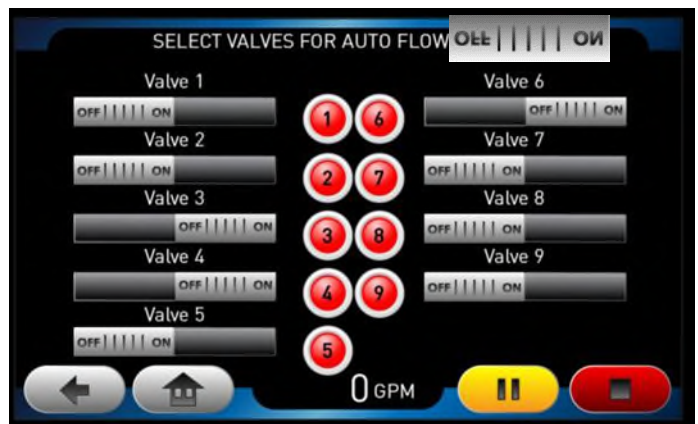 SELECT VALVES FOR AUTO FLOW
OFF ON
Valve 1
OFF ON
Valve 2
OFF ON
Valve 3
OFF ON
Valve 4
OFF ON
Valve 5
OFF ON
1 6
2 7
3 8
4 9
5
Valve 6
OFF ON
Valve 7
OFF ON
Valve 8
OFF ON
Valve 9
OFF ON
0 GPM